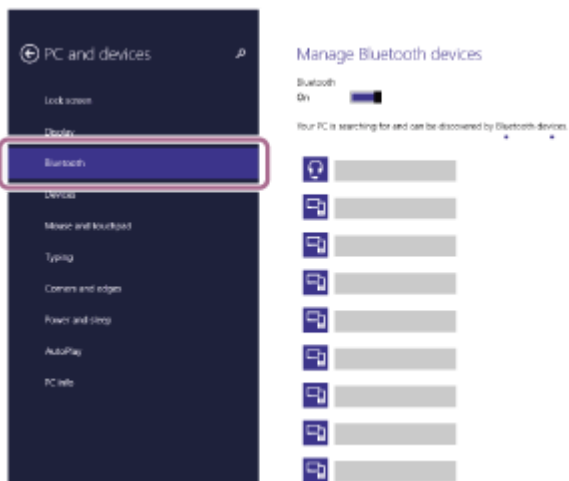 PC and devices
Lock screen
Display
Bluetooth
Devices
Mouse and touchpad
Typing
Corners and edges
Power and sleep
AutoPlay
PC info
Manage Bluetooth devices
Bluetooth
On
Your PC is searching for and can be discovered by Bluetooth devices.